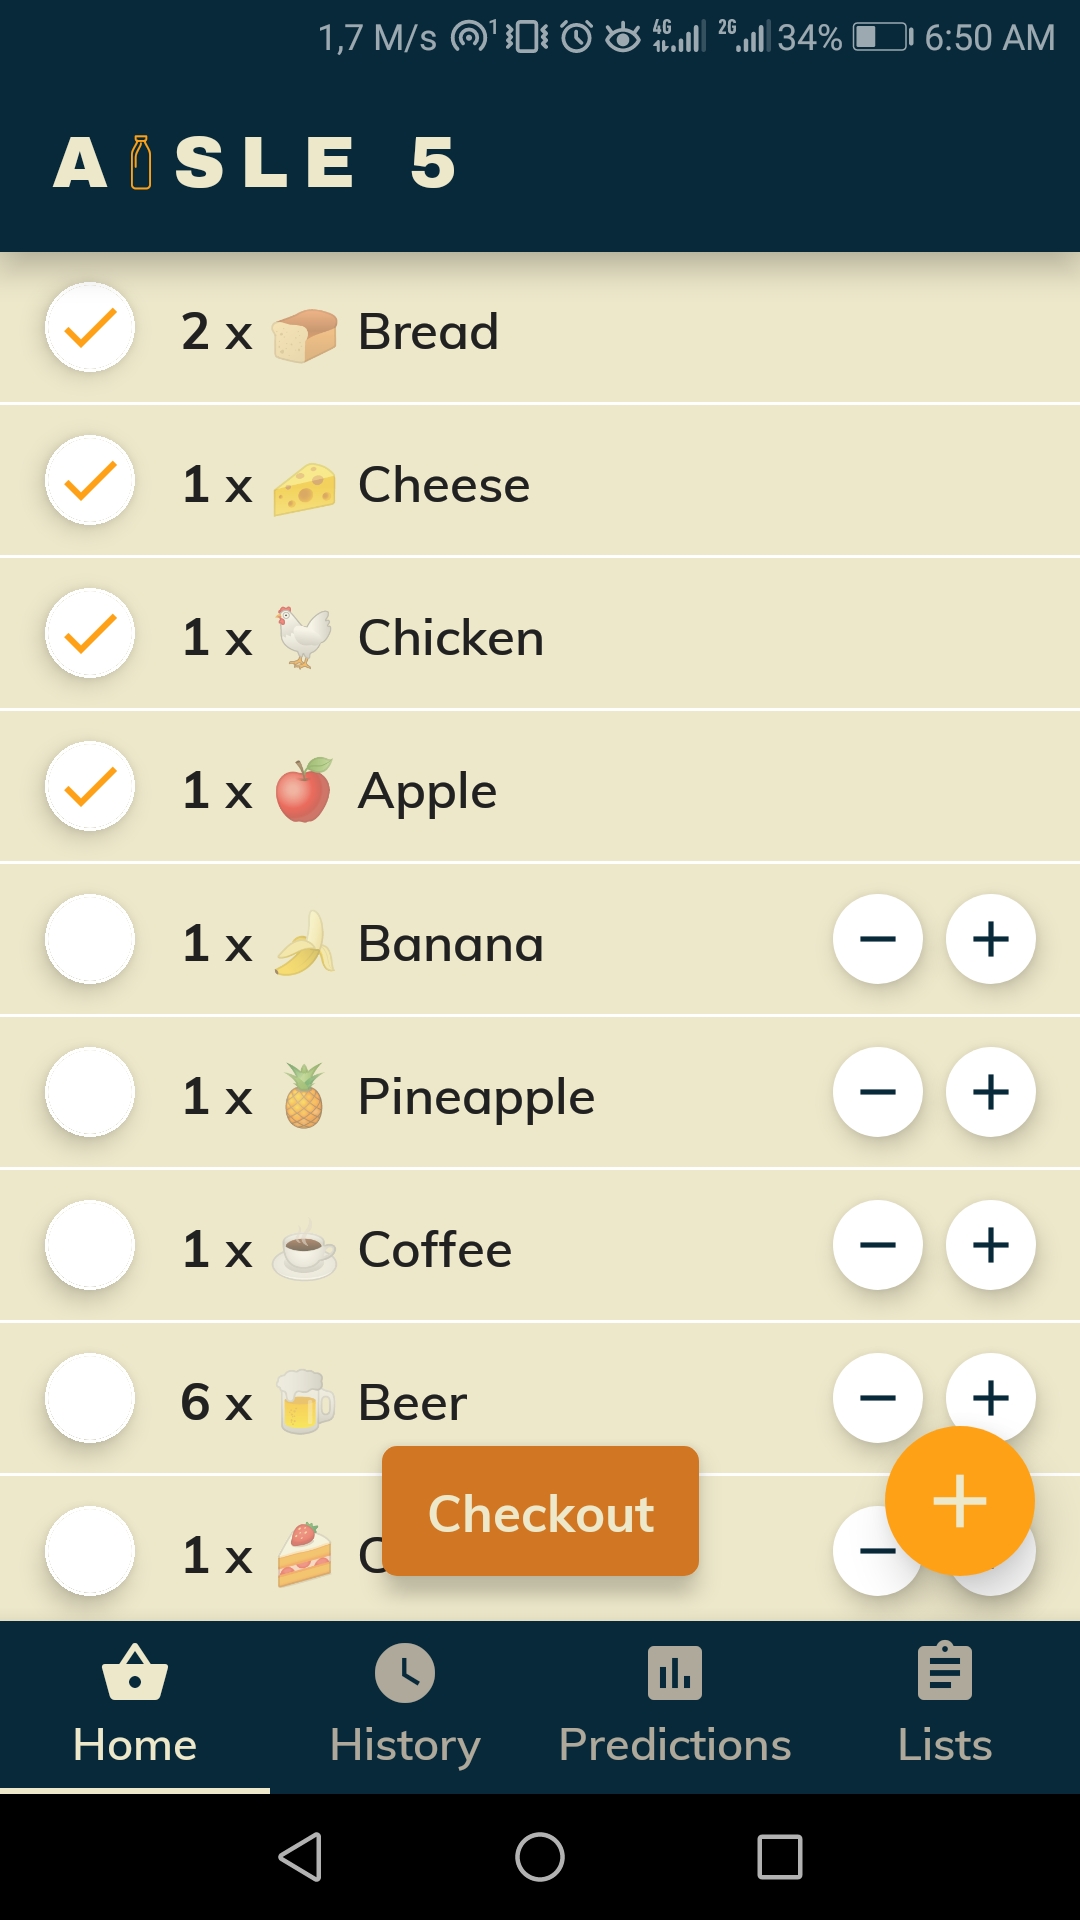 1,7 M/s 1 4G 2G 34% 6:50 AM
AISLE 5
2 x Bread
1 x Cheese
1 x Chicken
1 x Apple
1 x Banana
1 x Pineapple
1 x Coffee
6 x Beer
Checkout
1 x
Home History Predictions Lists